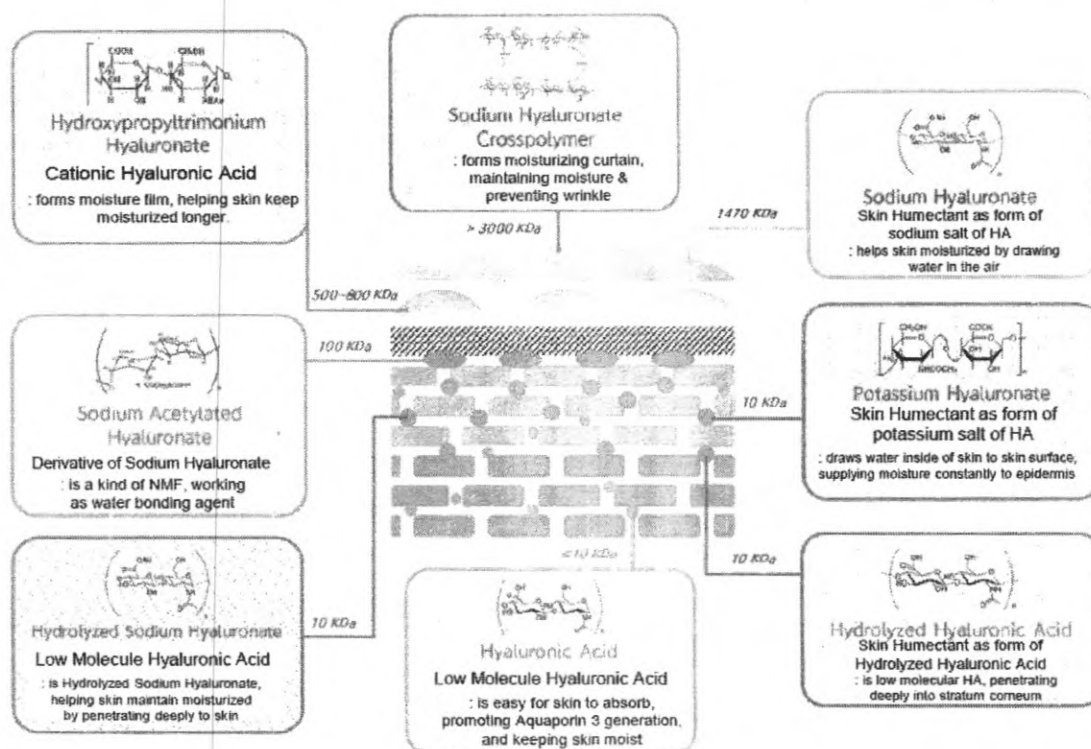 Hydroxypropyltrimonium
Hyaluronate
Cationic Hyaluronic Acid
: forms moisture film, helping skin keep
moisturized longer.
500~800 KDa
Sodium Hyaluronate
Crosspolymer
: forms moisturizing curtain,
maintaining moisture &
preventing wrinkle
> 3000 KDa
1470 KDa
Sodium Hyaluronate
Skin Humectant as form of
sodium salt of HA
: helps skin moisturized by drawing
water in the air
100 KDa
Sodium Acetylated
Hyaluronate
Derivative of Sodium Hyaluronate
: is a kind of NMF, working
as water bonding agent
10 KDa
Potassium Hyaluronate
Skin Humectant as form of
potassium salt of HA
: draws water inside of skin to skin surface,
supplying moisture constantly to epidermis
Hydrolyzed Sodium Hyaluronate
Low Molecule Hyaluronic Acid
: is Hydrolyzed Sodium Hyaluronate,
helping skin maintain moisturized
by penetrating deeply to skin
10 KDa
10 KDa
Hyaluronic Acid
Low Molecule Hyaluronic Acid
: is easy for skin to absorb,
promoting Aquaporin 3 generation,
and keeping skin moist
10 KDa
Hydrolyzed Hyaluronic Acid
Skin Humectant as form of
Hydrolyzed Hyaluronic Acid
: is low molecular HA, penetrating
deeply into stratum corneum